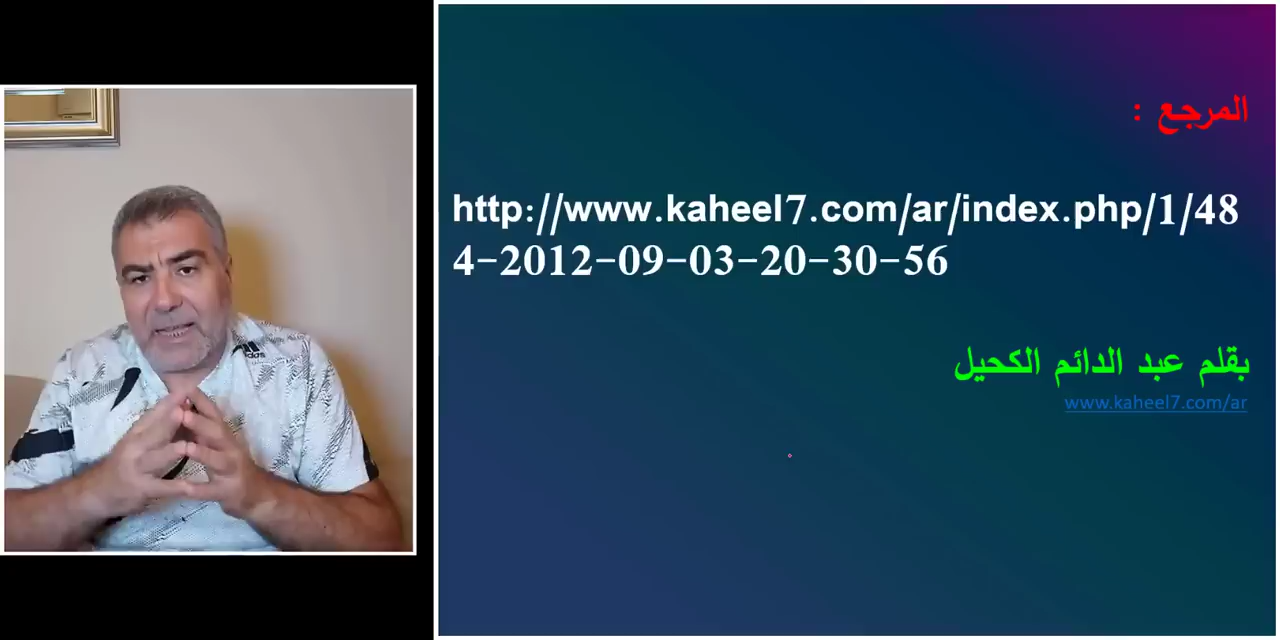 المرجع :
http://www.kaheel7.com/ar/index.php/1/48
4-2012-09-03-20-30-56
بقلم عبد الدائم الكحيل
www.kaheel7.com/ar
adidas